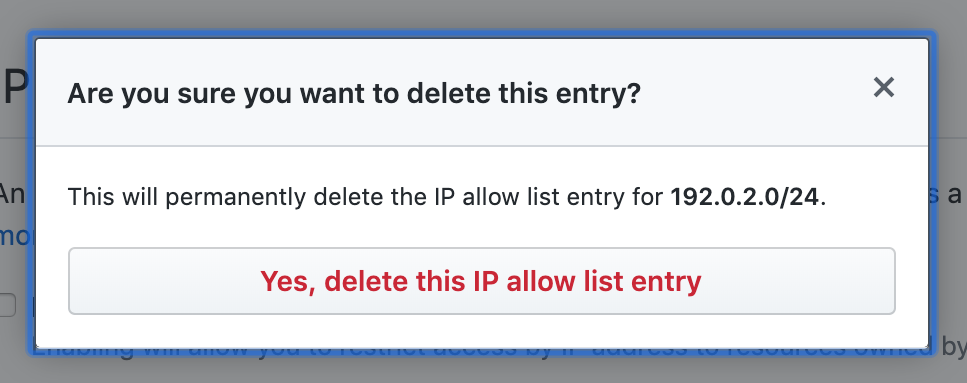 P
Are you sure you want to delete this entry?
An
This will permanently delete the IP allow list entry for 192.0.2.0/24.
s a
mo
Yes, delete this IP allow list entry
Enabling will allow you to restrict access by IP address to resources owned by